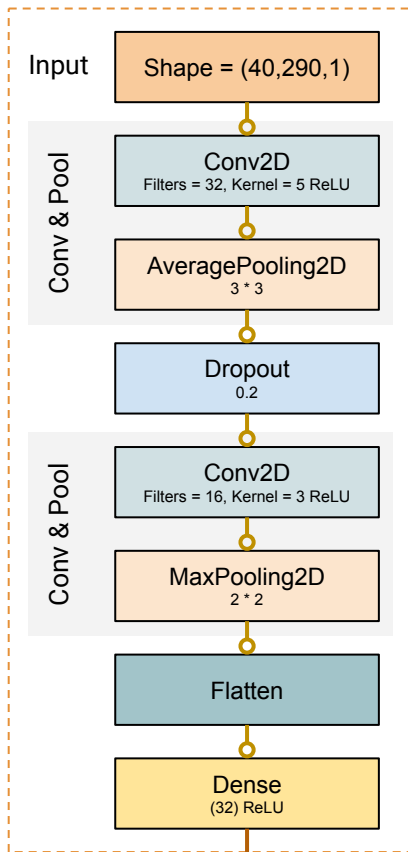 Input
Shape = (40,290,1)
Conv & Pool
Conv2D
Filters = 32, Kernel = 5 ReLU
AveragePooling2D
3 * 3
Dropout
0.2
Conv & Pool
Conv2D
Filters = 16, Kernel = 3 ReLU
MaxPooling2D
2 * 2
Flatten
Dense
(32) ReLU